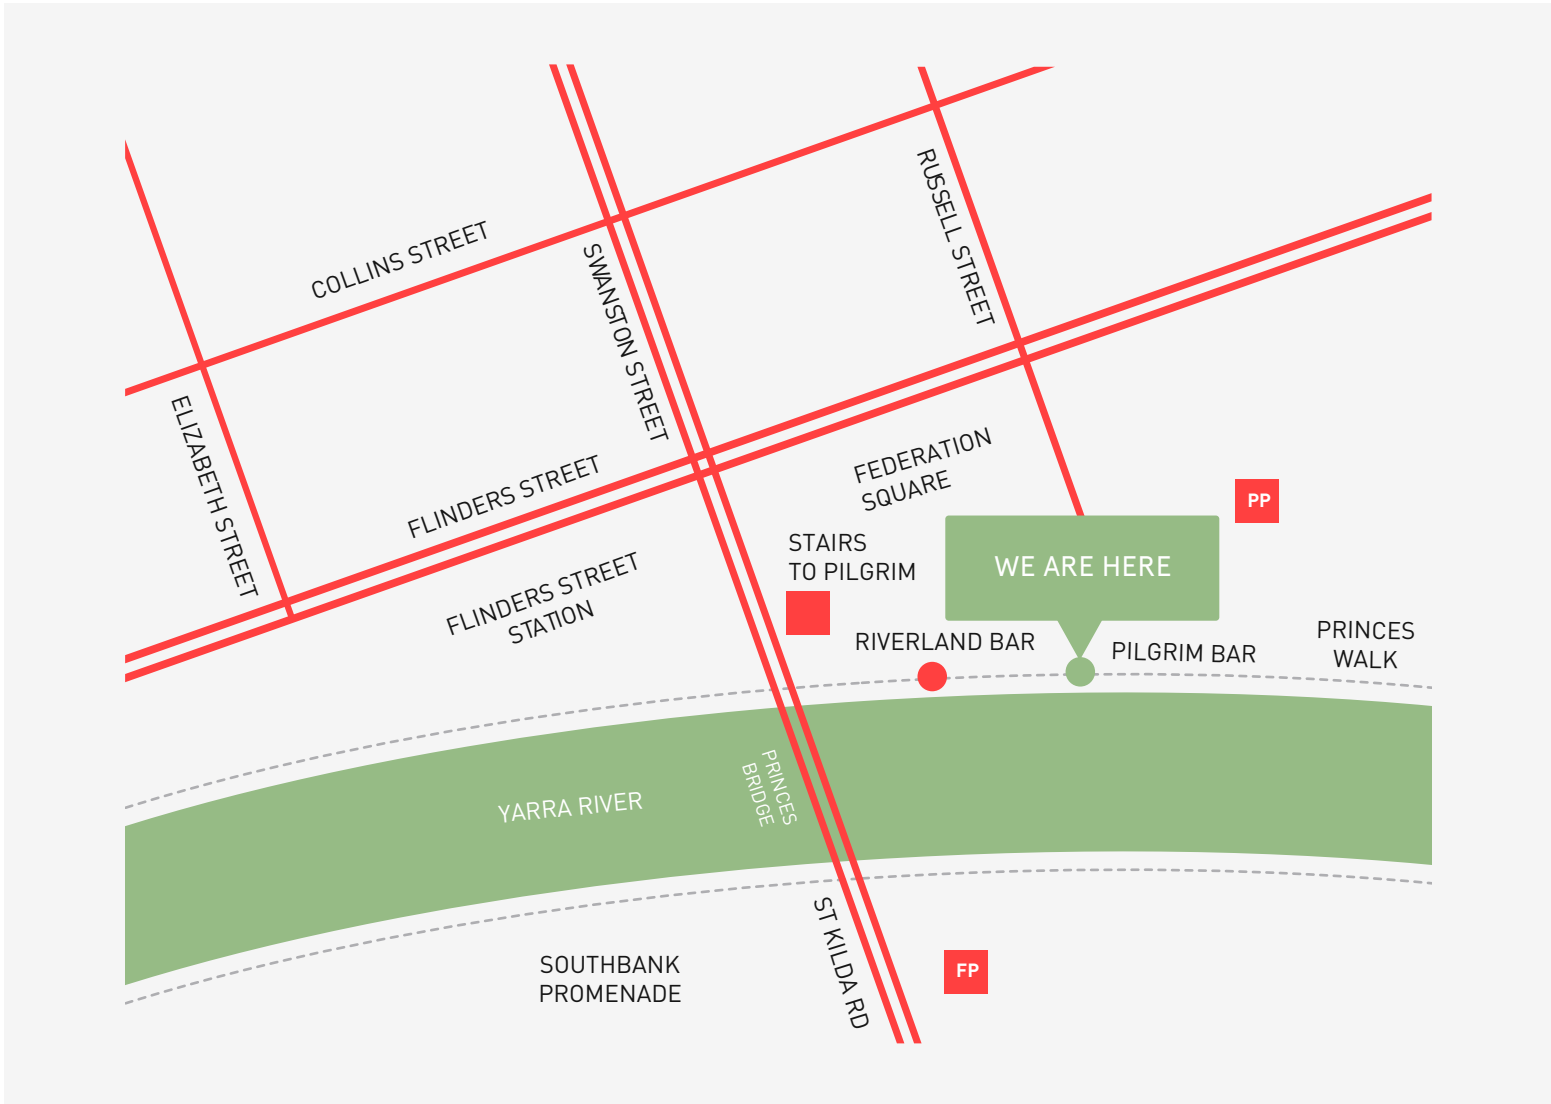 RUSSELL STREET
COLLINS STREET
SWANSTON STREET
ELIZABETH STREET
FLINDERS STREET
FEDERATION
SQUARE
PP
STAIRS
TO PILGRIM
WE ARE HERE
FLINDERS STREET
STATION
RIVERLAND BAR
PILGRIM BAR
PRINCES
WALK
PRINCES
BRIDGE
YARRA RIVER
ST KILDA RD
SOUTHBANK
PROMENADE
FP